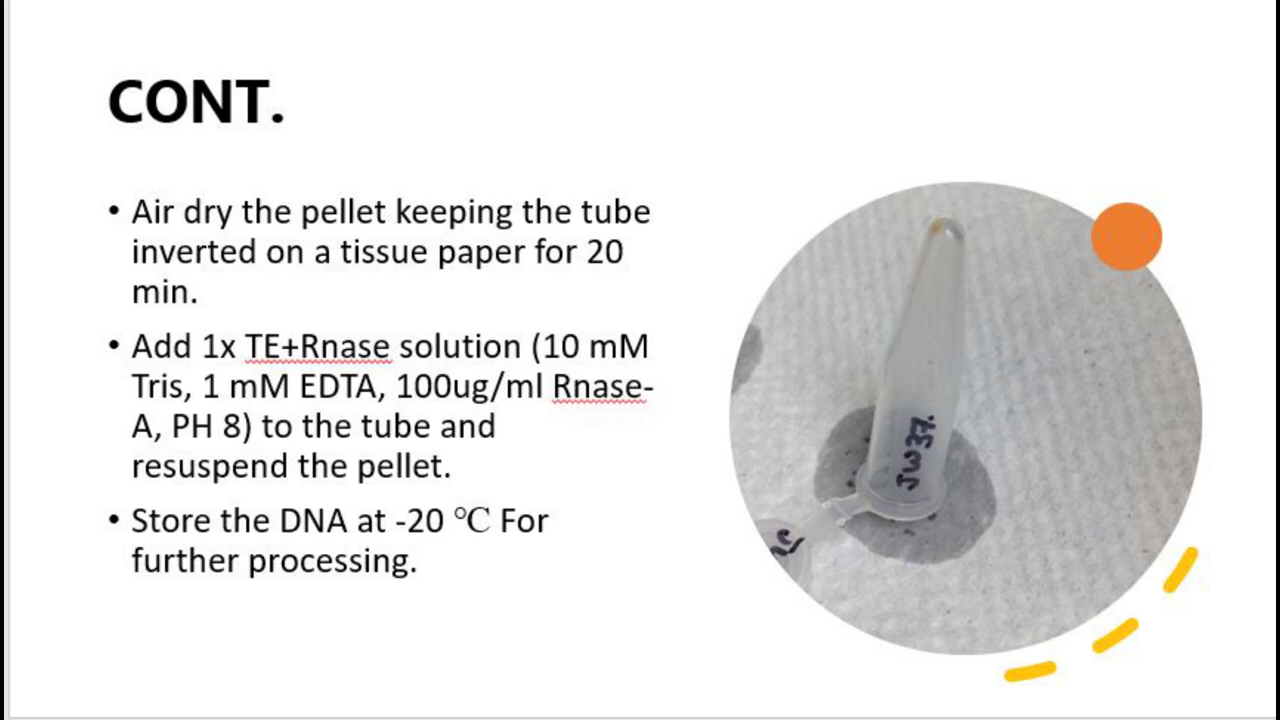 CONT.
• Air dry the pellet keeping the tube
inverted on a tissue paper for 20
min.
• Add 1x TE+Rnase solution (10 mM
Tris, 1 mM EDTA, 100ug/ml Rnase-
A, PH 8) to the tube and
resuspend the pellet.
• Store the DNA at -20 ℃ For
further processing.
JW37.